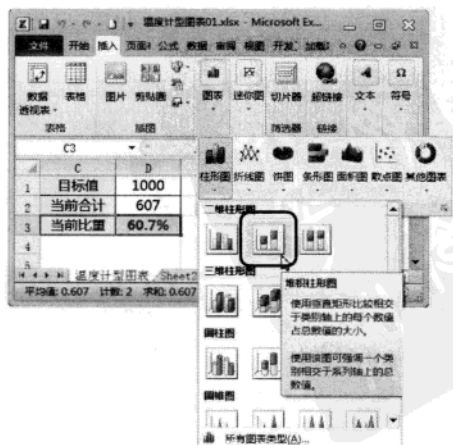 温度计型图表01.xlsx - Microsoft Ex...
文件 开始 插入 页面 公式 数据 审阅 视图 开发 加载
数据透视表 表格 图片 剪贴画 图表 迷你图 切片器 超链接 文本 符号
表格 插图 筛选器 链接
C3
C D
1 目标值 1000
2 当前合计 607
3 当前比重 60.7%
4
5
温度计型图表 Sheet2
平均值: 0.607 计数: 2 求和: 0.607
柱形图 折线图 饼图 条形图 面积图 散点图 其他图表
二维柱形图
三维柱形图
堆积柱形图
使用垂直矩形比较相交
于类别轴上的每个数值
占总数值的大小。
使用该图可强调一个类
别相交于系列轴上的总
数值。
圆柱图
圆锥图
所有图表类型(A)...